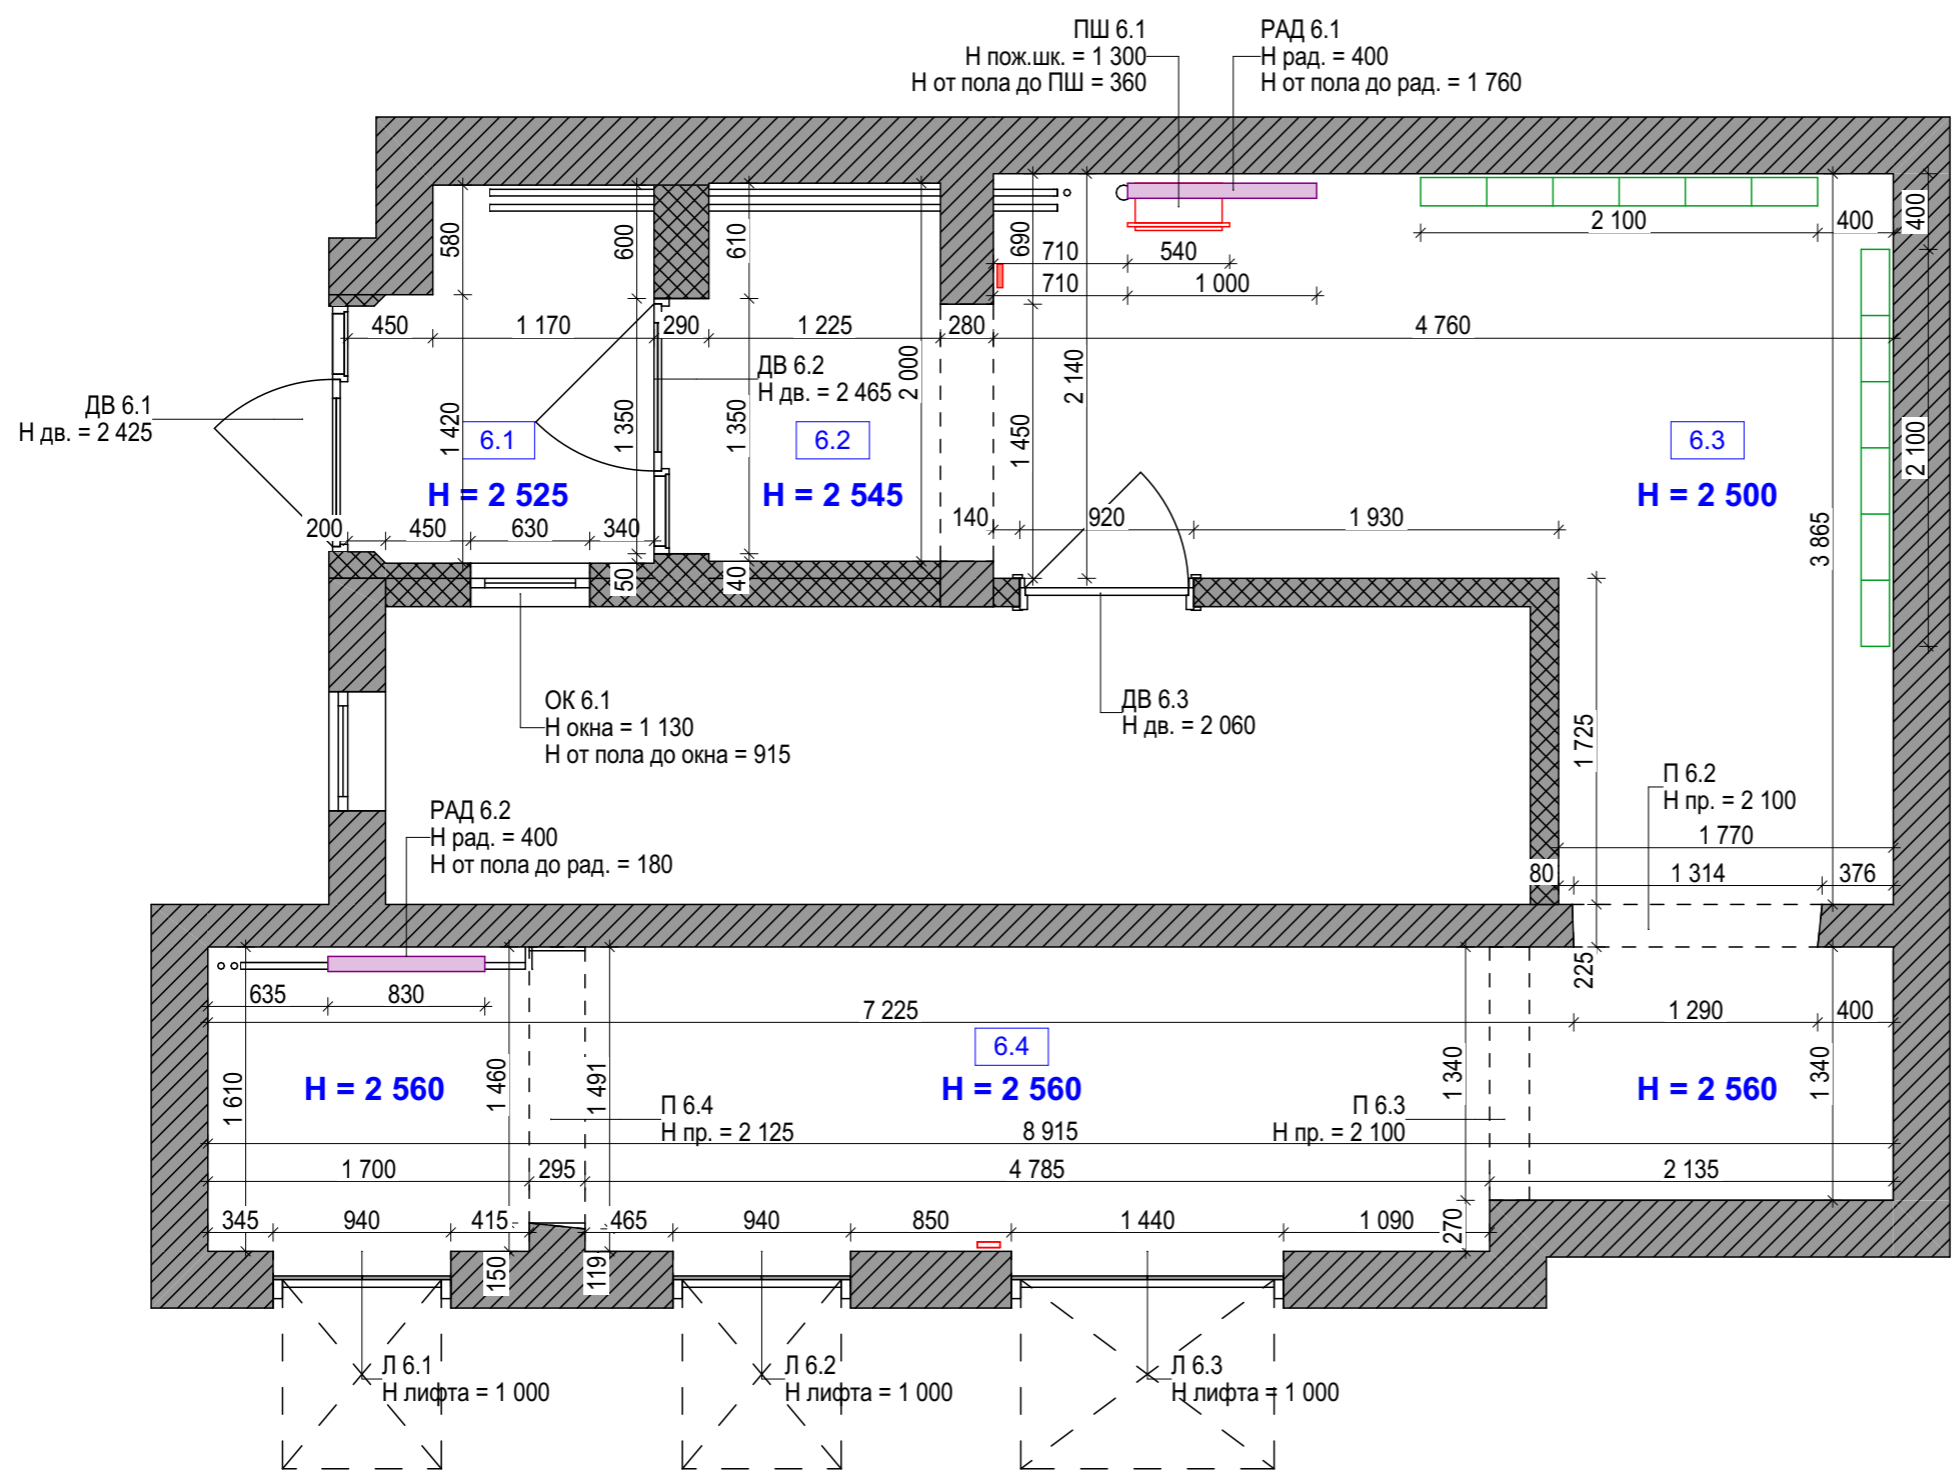 ПШ 6.1
Н пож.шк. = 1 300
Н от пола до ПШ = 360
РАД 6.1
Н рад. = 400
Н от пола до рад. = 1 760
580
600
610
690
710
540
710
1 000
2 100
400
400
450
1 170
290
1 225
280
4 760
ДВ 6.1
Н дв. = 2 425
ДВ 6.2
Н дв. = 2 465
2 000
2 140
1 420
1 350
1 350
1 450
2 100
6.1
Н = 2 525
6.2
Н = 2 545
6.3
Н = 2 500
200
450
630
340
140
920
1 930
3 865
50
40
ОК 6.1
Н окна = 1 130
Н от пола до окна = 915
ДВ 6.3
Н дв. = 2 060
1 725
П 6.2
Н пр. = 2 100
РАД 6.2
Н рад. = 400
Н от пола до рад. = 180
1 770
80
1 314
376
225
635
830
7 225
1 290
400
6.4
1 610
Н = 2 560
1 460
1 491
Н = 2 560
1 340
Н = 2 560
1 340
П 6.4
Н пр. = 2 125
П 6.3
Н пр. = 2 100
8 915
1 700
295
4 785
2 135
345
940
415
465
940
850
1 440
1 090
270
150
119
Л 6.1
Н лифта = 1 000
Л 6.2
Н лифта = 1 000
Л 6.3
Н лифта = 1 000